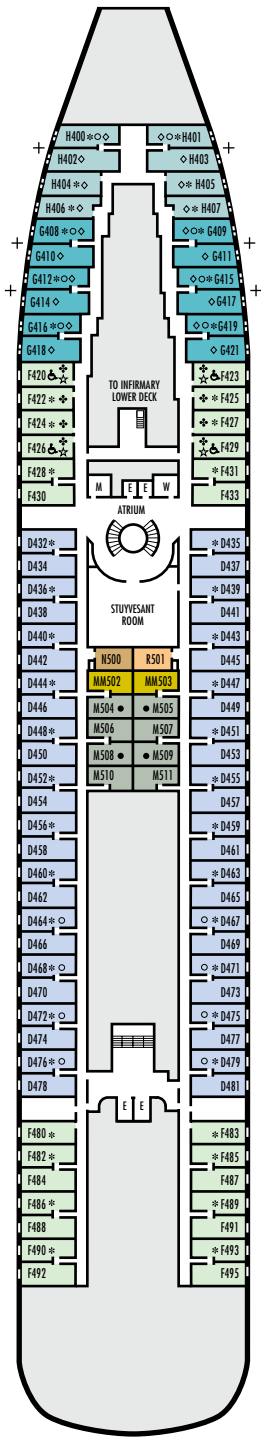 H400 *○◇ ◇○* H401
H402 ◇ ◇ H403
H404 *◇ ◇* H405
H406 *◇ ◇* H407
G408 *○◇ ◇○* G409
G410 ◇ ◇ G411
G412 *○◇ ◇○* G415
G414 ◇ ◇ G417
G416 *○◇ ◇○* G419
G418 ◇ ◇ G421
F420 ♿ ✤ ☆ ✤ ☆ ♿ F423
TO INFIRMARY
LOWER DECK
F422 * ✤ ✤ * F425
F424 * ✤ ✤ * F427
F426 ♿ ✤ ☆ ✤ ☆ ♿ F429
F428 * * F431
M E E W
F430 F433
ATRIUM
D432 * * D435
D434 D437
D436 * * D439
STUYVESANT
ROOM
D438 D441
D440 * * D443
D442 N500 R501 D445
D444 * MM502 MM503 * D447
D446 M504 ● ● M505 D449
D448 * M506 M507 * D451
D450 M508 ● ● M509 D453
D452 * M510 M511 * D455
D454 D457
D456 * * D459
D458 D461
D460 * * D463
D462 D465
D464 *○ ○* D467
D466 D469
D468 *○ ○* D471
D470 D473
D472 *○ ○* D475
D474 D477
D476 *○ ○* D479
D478 D481
E E
F480 * * F483
F482 * * F485
F484 F487
F486 * * F489
F488 F491
F490 * * F493
F492 F495